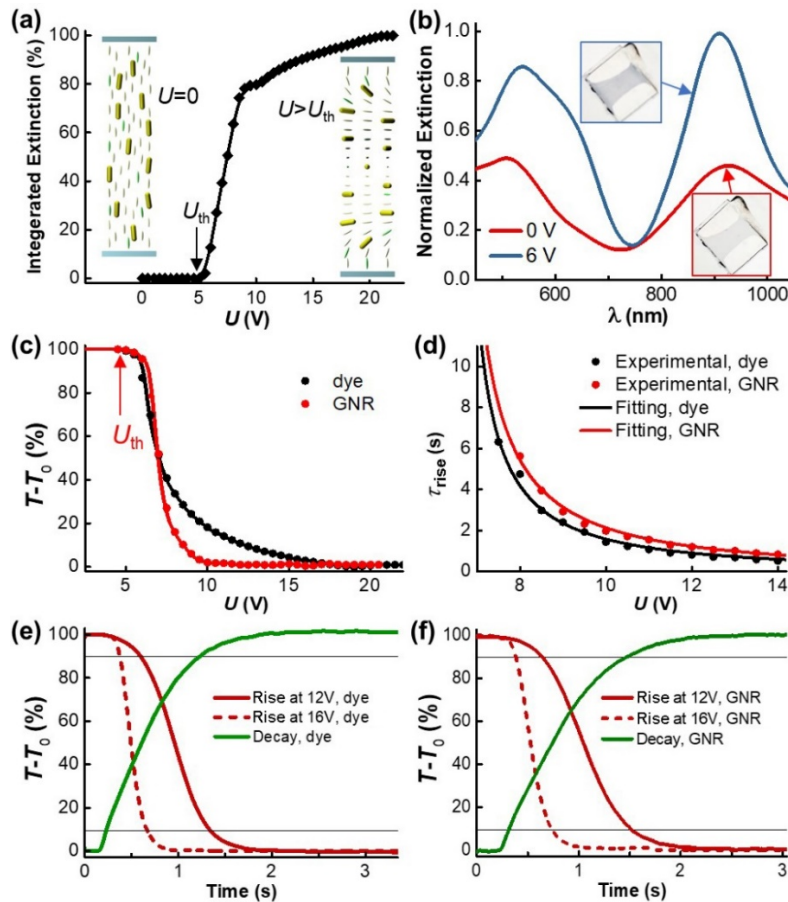 (a)
Integerated Extinction (%)
100
80
60
40
20
0
U=0
U>Uth
Uth
0 5 10 15 20
U (V)
(b)
Normalized Extinction
1.0
0.8
0.6
0.4
0.2
0.0
0 V
6 V
600 800 1000
λ (nm)
(c)
T-T0 (%)
100
80
60
40
20
0
dye
GNR
Uth
5 10 15 20
U (V)
(d)
τrise (s)
10
8
6
4
2
0
Experimental, dye
Experimental, GNR
Fitting, dye
Fitting, GNR
8 10 12 14
U (V)
(e)
T-T0 (%)
100
80
60
40
20
0
Rise at 12V, dye
Rise at 16V, dye
Decay, dye
0 1 2 3
Time (s)
(f)
T-T0 (%)
100
80
60
40
20
0
Rise at 12V, GNR
Rise at 16V, GNR
Decay, GNR
0 1 2 3
Time (s)